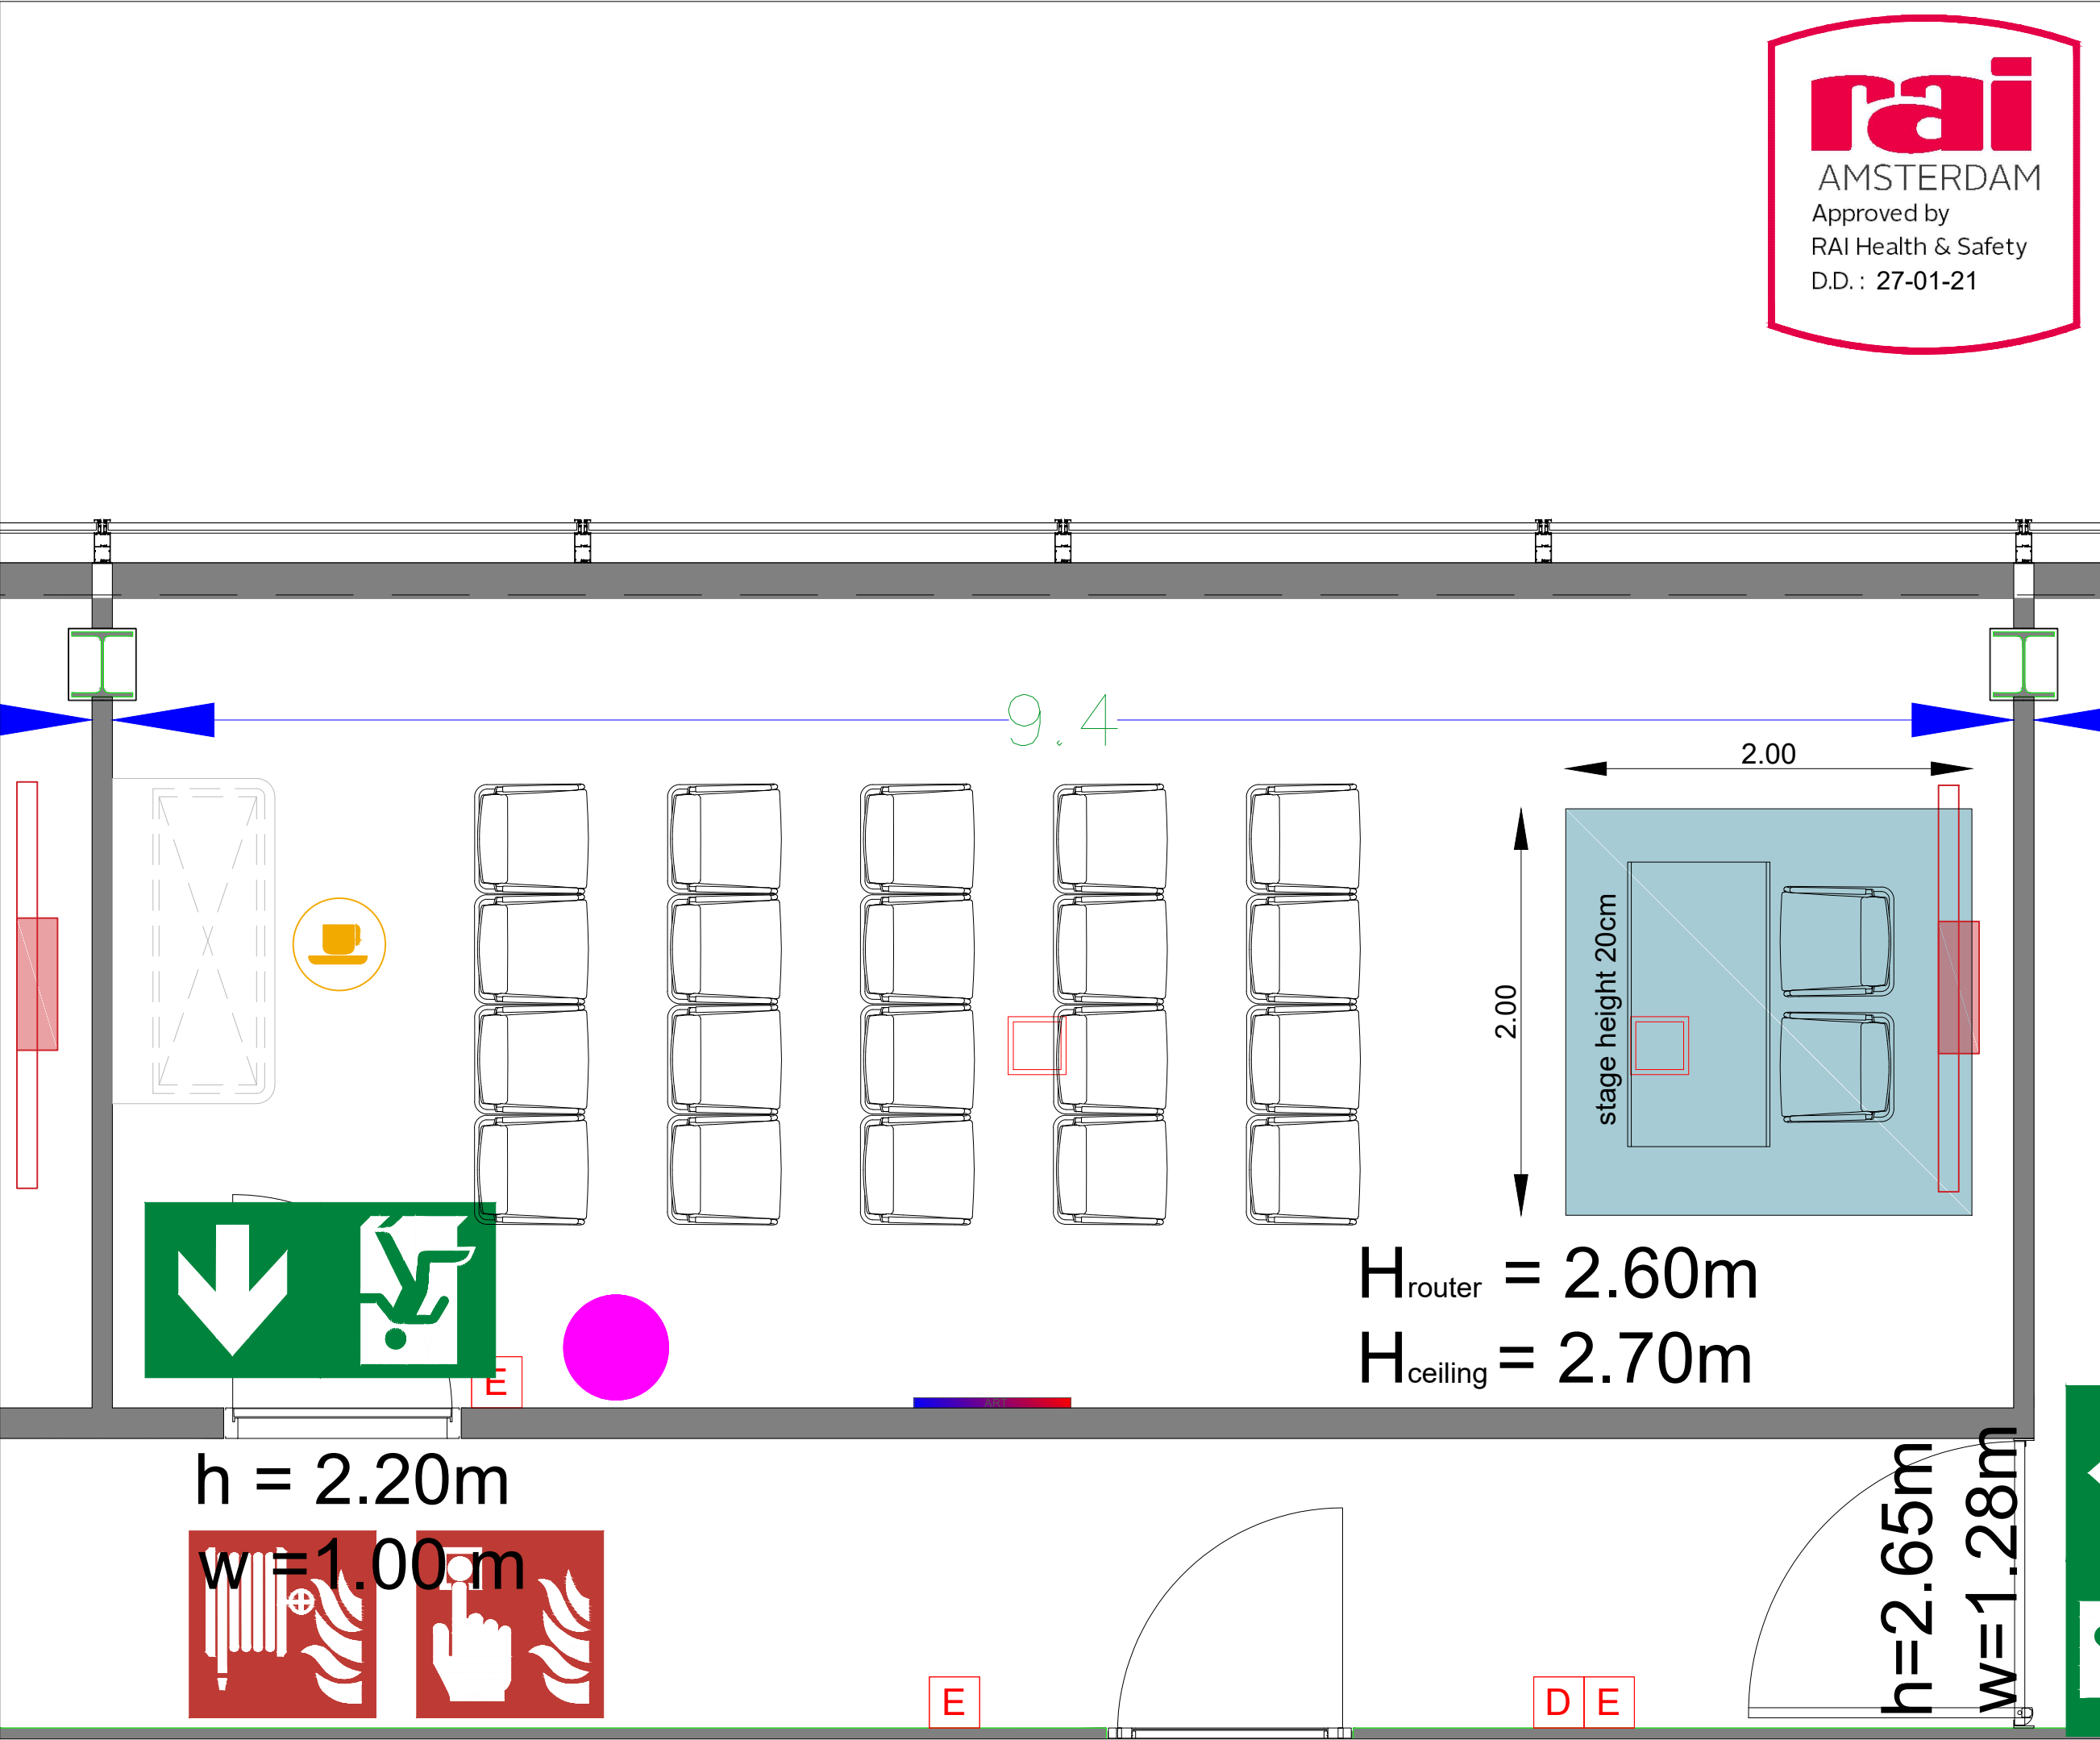 rai
AMSTERDAM
Approved by
RAI Health & Safety
D.D. : 27-01-21
9.4
2.00
2.00
stage height 20cm
Hrouter = 2.60m
Hceiling = 2.70m
E
ART
h = 2.20m
w =1.00 m
h=2.65m
w=1.28m
E
D E